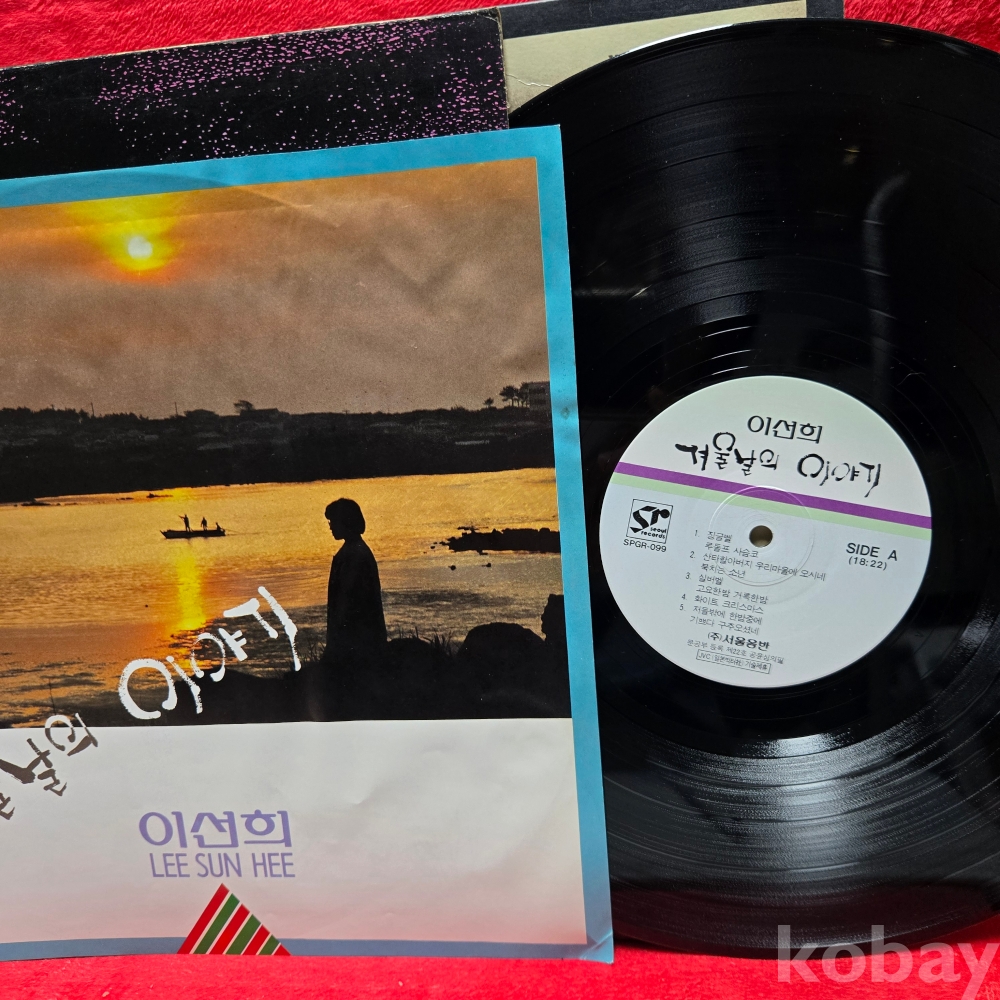 이야기
의
이선희
LEE SUN HEE
이선희
겨울날의 이야기
seoul
records
SPGR-099
SIDE A
(18:22)
1. 징글벨
루돌프 사슴코
2. 산타할아버지 우리마을에 오시네
북치는 소년
3. 실버벨
고요한밤 거룩한밤
4. 화이트 크리스마스
5. 저들밖에 한밤중에
기쁘다 구주오셨네
(주)서울음반
kobay